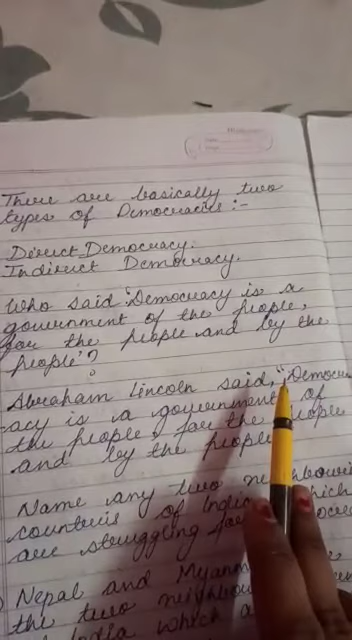 There are basically two
types of Democracies :-
Direct Democracy.
Indirect Democracy.
Who said "Democracy is a
government of the people,
for the people and by the
people"?
Abraham Lincoln said, "Democr
acy is a government of
the people, for the people
and by the people
Name any two neighbouri
countries of India which
are struggling for
Nepal and Myanm
the two neighbou
India which a